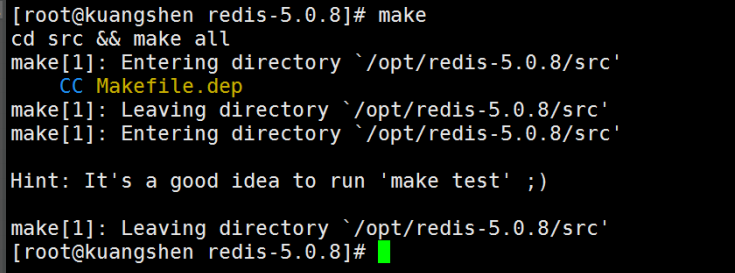 [root@kuangshen redis-5.0.8]# make
cd src && make all
make[1]: Entering directory `/opt/redis-5.0.8/src'
    CC Makefile.dep
make[1]: Leaving directory `/opt/redis-5.0.8/src'
make[1]: Entering directory `/opt/redis-5.0.8/src'

Hint: It's a good idea to run 'make test' ;)

make[1]: Leaving directory `/opt/redis-5.0.8/src'
[root@kuangshen redis-5.0.8]#